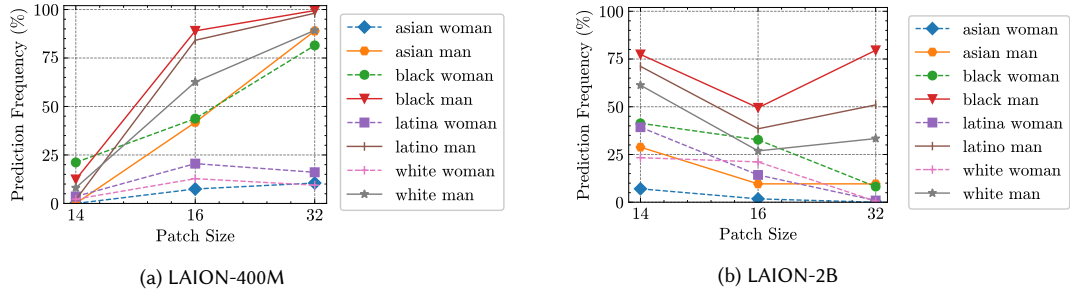 100
75
50
25
0
Prediction Frequency (%)
14
16
32
Patch Size
asian woman
asian man
black woman
black man
latina woman
latino man
white woman
white man
(a) LAION-400M
100
75
50
25
0
Prediction Frequency (%)
14
16
32
Patch Size
asian woman
asian man
black woman
black man
latina woman
latino man
white woman
white man
(b) LAION-2B